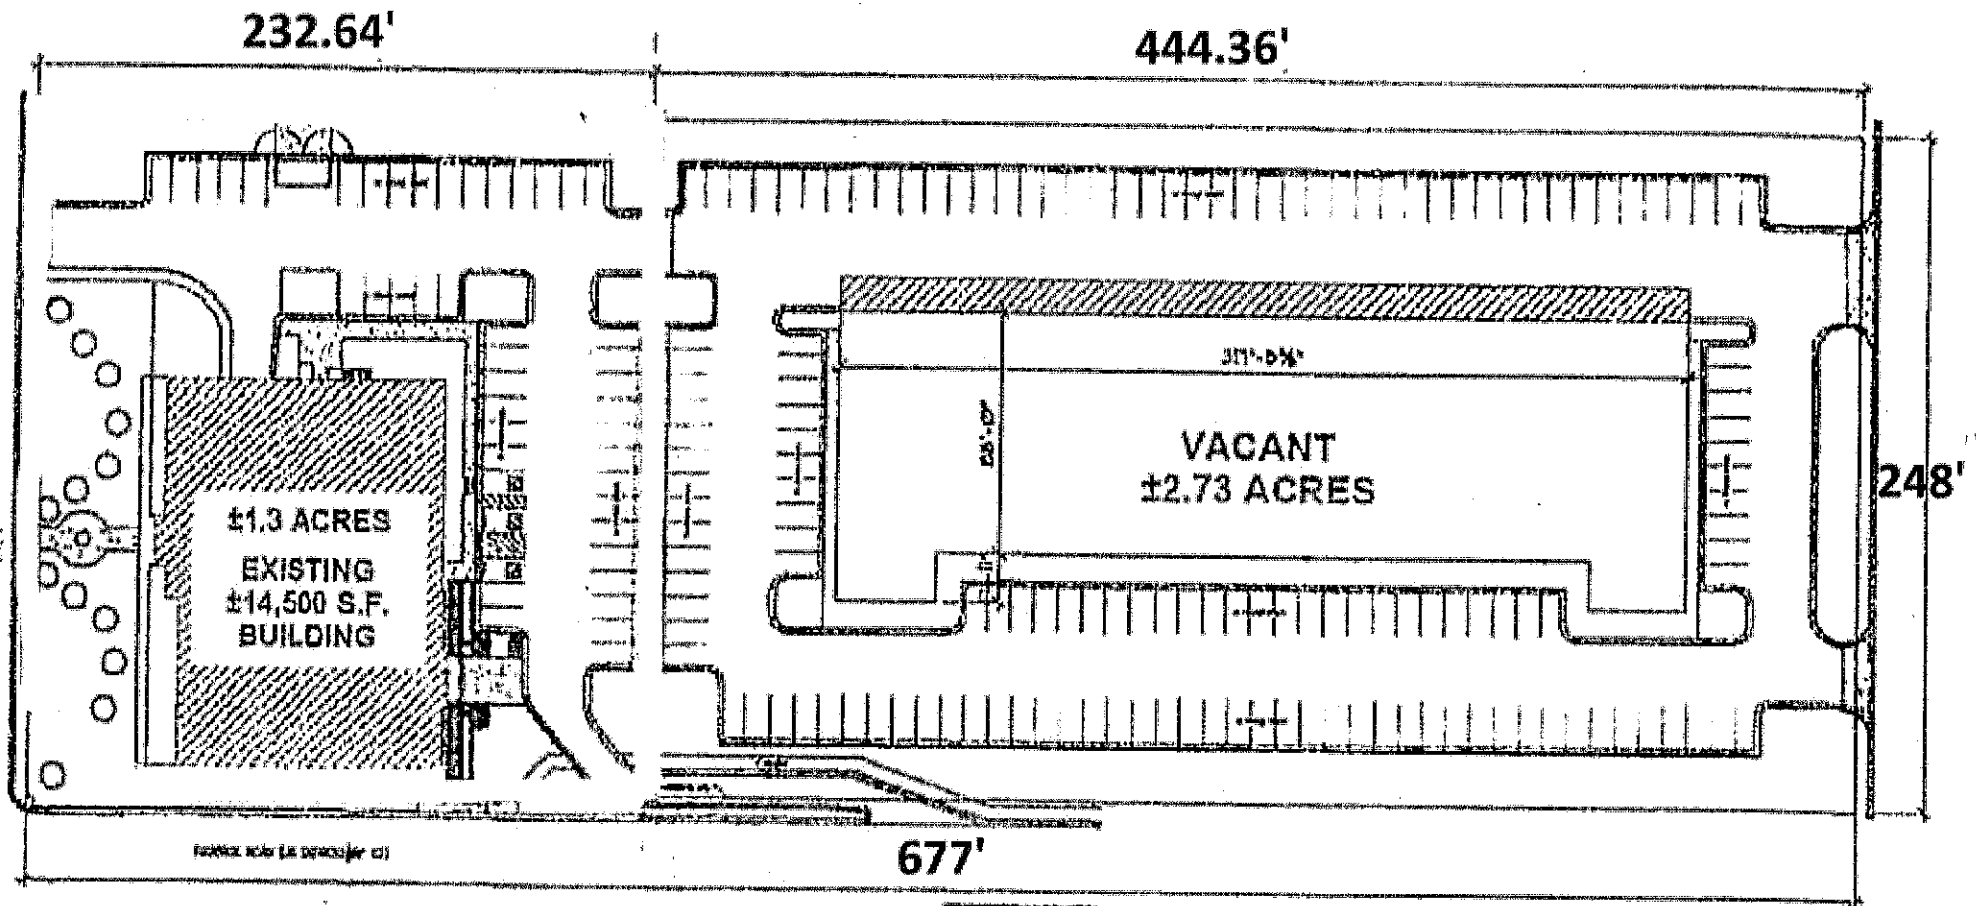 232.64'
444.36'
VACANT
±2.73 ACRES
248'
±1.3 ACRES
EXISTING
±14,500 S.F.
BUILDING
677'